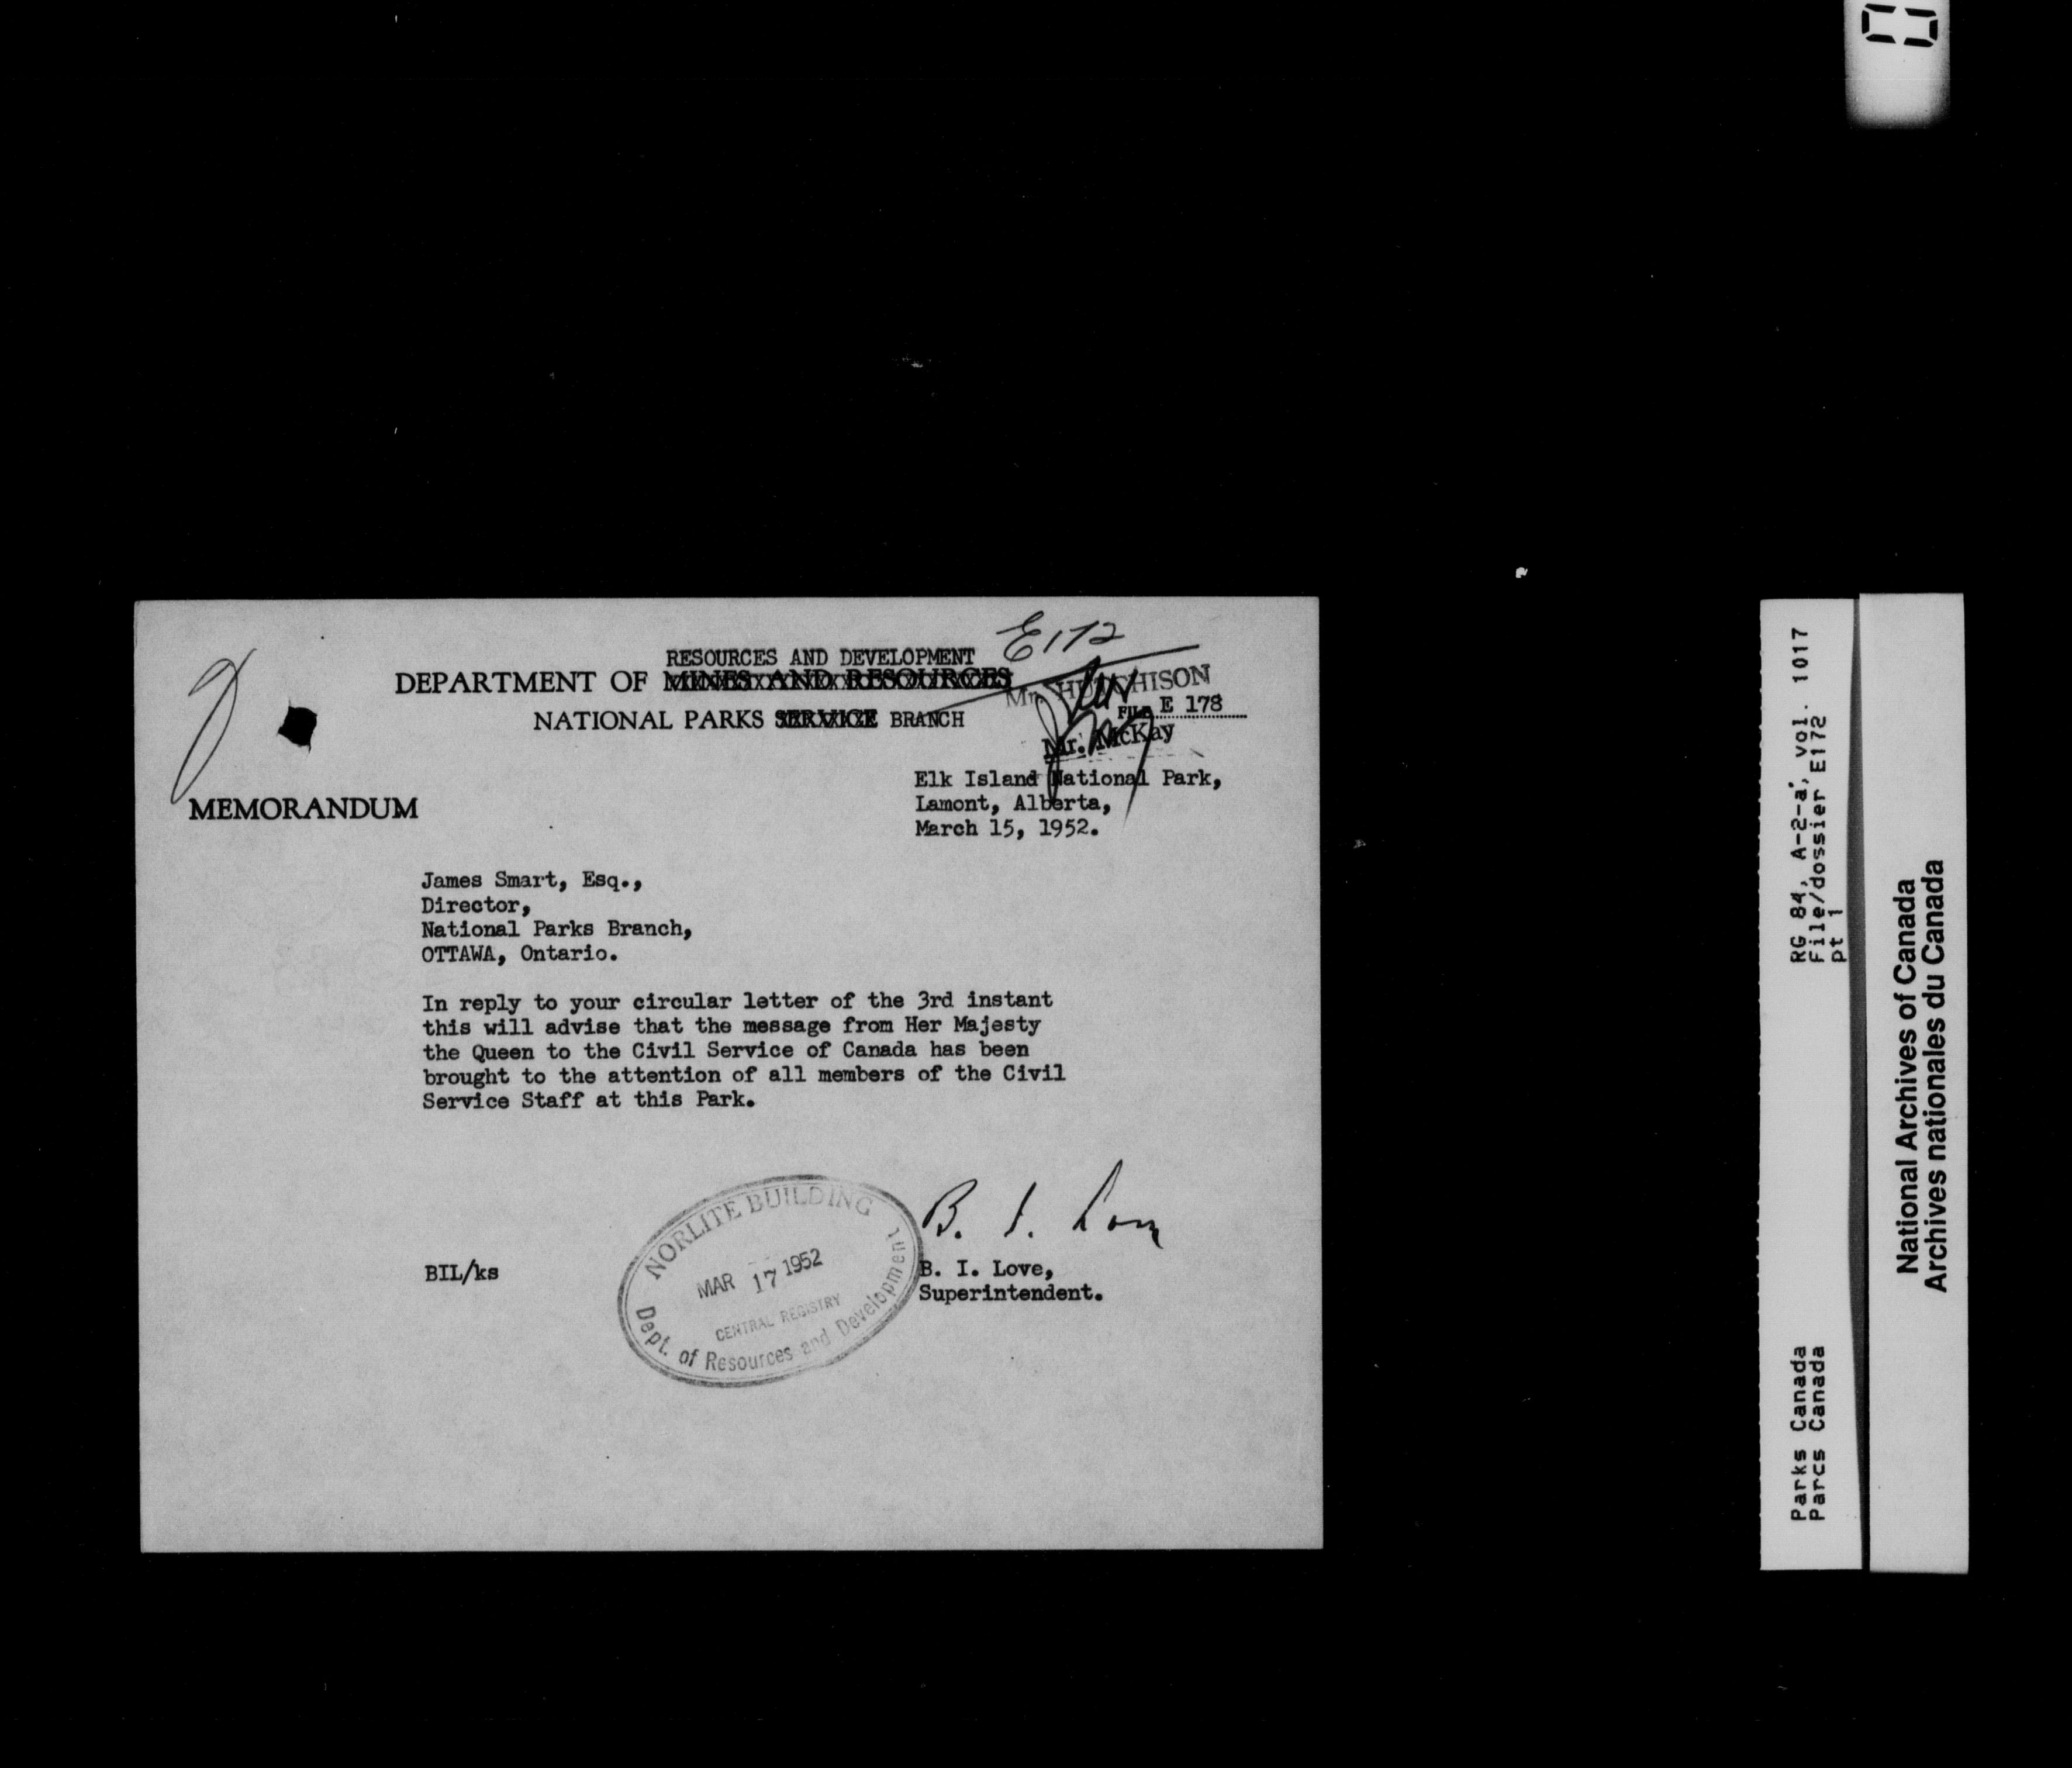 E172
RESOURCES AND DEVELOPMENT
DEPARTMENT OF MINES AND RESOURCES
NATIONAL PARKS SERVICE BRANCH
Mr. HUTCHISON
FILE E 178
Mr. McKay
Elk Island National Park,
Lamont, Alberta,
March 15, 1952.
MEMORANDUM
James Smart, Esq.,
Director,
National Parks Branch,
OTTAWA, Ontario.
In reply to your circular letter of the 3rd instant
this will advise that the message from Her Majesty
the Queen to the Civil Service of Canada has been
brought to the attention of all members of the Civil
Service Staff at this Park.
B. I. Love
BIL/ks
B. I. Love,
Superintendent.
NORLITE BUILDING
MAR 17 1952
CENTRAL REGISTRY
Dept. of Resources and Development
RG 84, A-2-a, vol. 1017
File/dossier E172
pt 1
Parks Canada
Parcs Canada
National Archives of Canada
Archives nationales du Canada